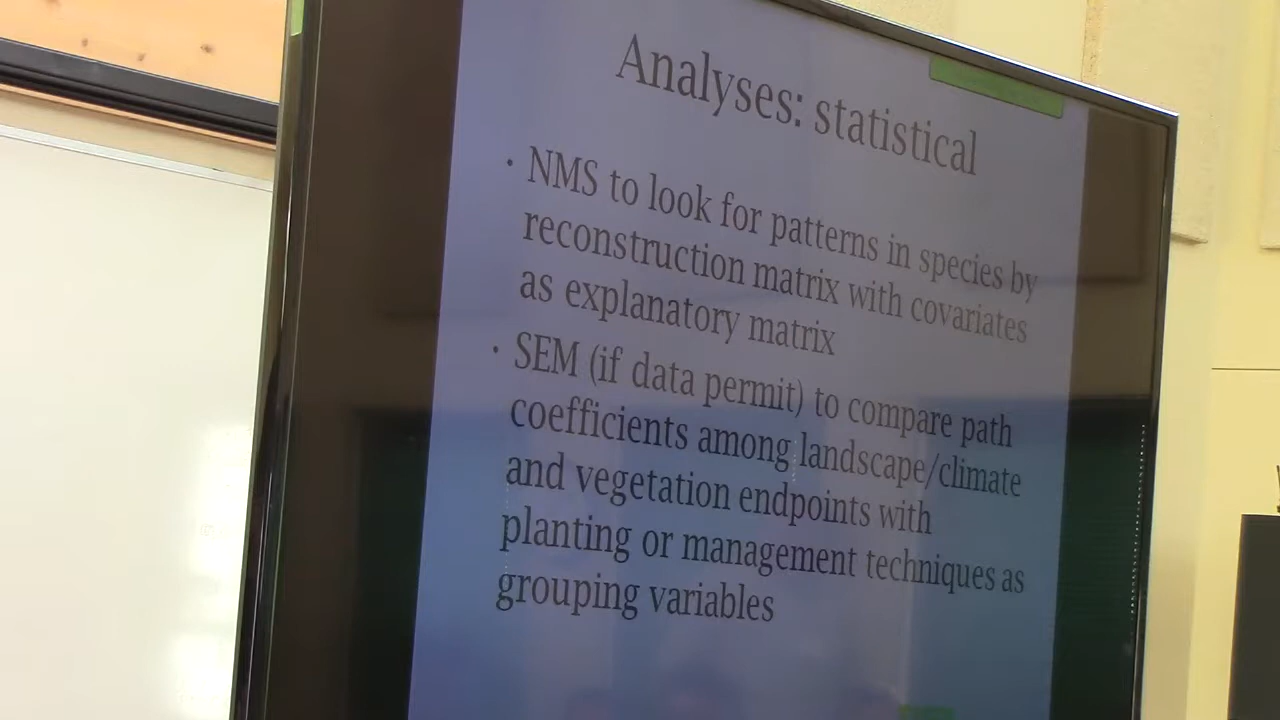 Analyses: statistical
• NMS to look for patterns in species by
reconstruction matrix with covariates
as explanatory matrix
• SEM (if data permit) to compare path
coefficients among landscape/climate
and vegetation endpoints with
planting or management techniques as
grouping variables